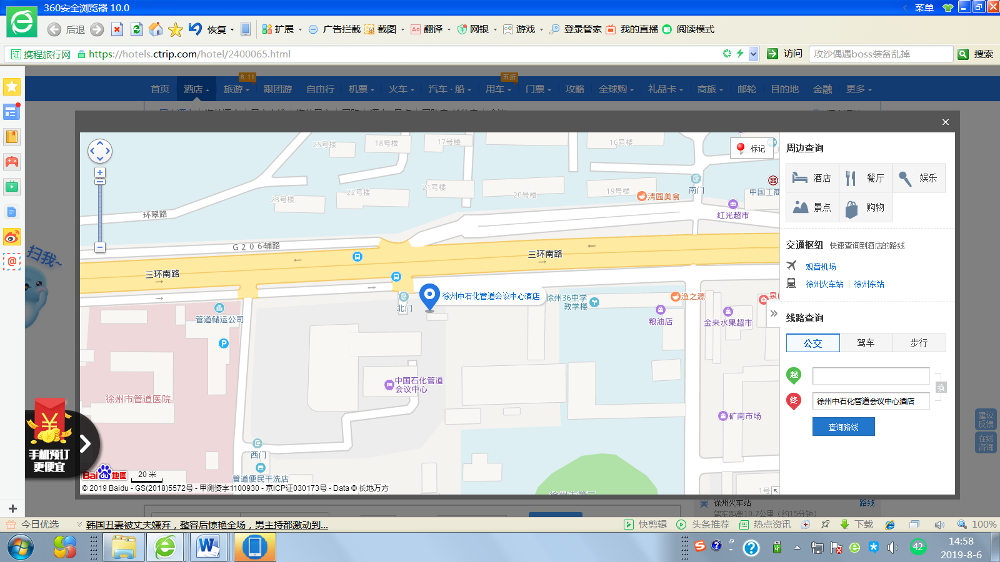 360安全浏览器 10.0
菜单
后退
恢复
扩展
广告拦截
截图
翻译
网银
游戏
登录管家
我的直播
阅读模式
证 携程旅行网
https://hotels.ctrip.com/hotel/2400065.html
访问
攻沙偶遇boss装备乱掉
搜索
8.11
五折
首页 酒店 旅游 跟团游 自由行 机票 火车 汽车·船 用车 门票 攻略 全球购 礼品卡 商旅 邮轮 目的地 金融 更多
扫我~
25号楼
18号楼
17号楼
16号楼
标记
南门
中国工商
23号楼
22号楼
21号楼
20号楼
19号楼
清园美食
红光超市
环翠路
G206辅路
三环南路
三环南路
北门
徐州中石化管道会议中心酒店
徐州36中学
教学楼
渔之源
泉山
管道储运公司
粮油店
金来水果超市
P
中国石化管道
会议中心
徐州市管道医院
矿南市场
西门
管道便民干洗店
1号
Bai du 地图
20 米
© 2019 Baidu - GS(2018)5572号 - 甲测资字1100930 - 京ICP证030173号 - Data © 长地万方
周边查询
酒店
餐厅
娱乐
景点
购物
交通枢纽 快速查询到酒店的路线
观音机场
徐州火车站
徐州东站
线路查询
公交
驾车
步行
起
终 徐州中石化管道会议中心酒店
换
查询路线
手机预订
更便宜
建议
反馈
在线
咨询
徐州火车站
路线
驾车距离10.7公里（约15分钟）
今日优选
韩国丑妻被丈夫嫌弃，整容后惊艳全场，男主持都激动到...
快剪辑
头条推荐
热点资讯
下载
100%
42
14:58
2019-8-6